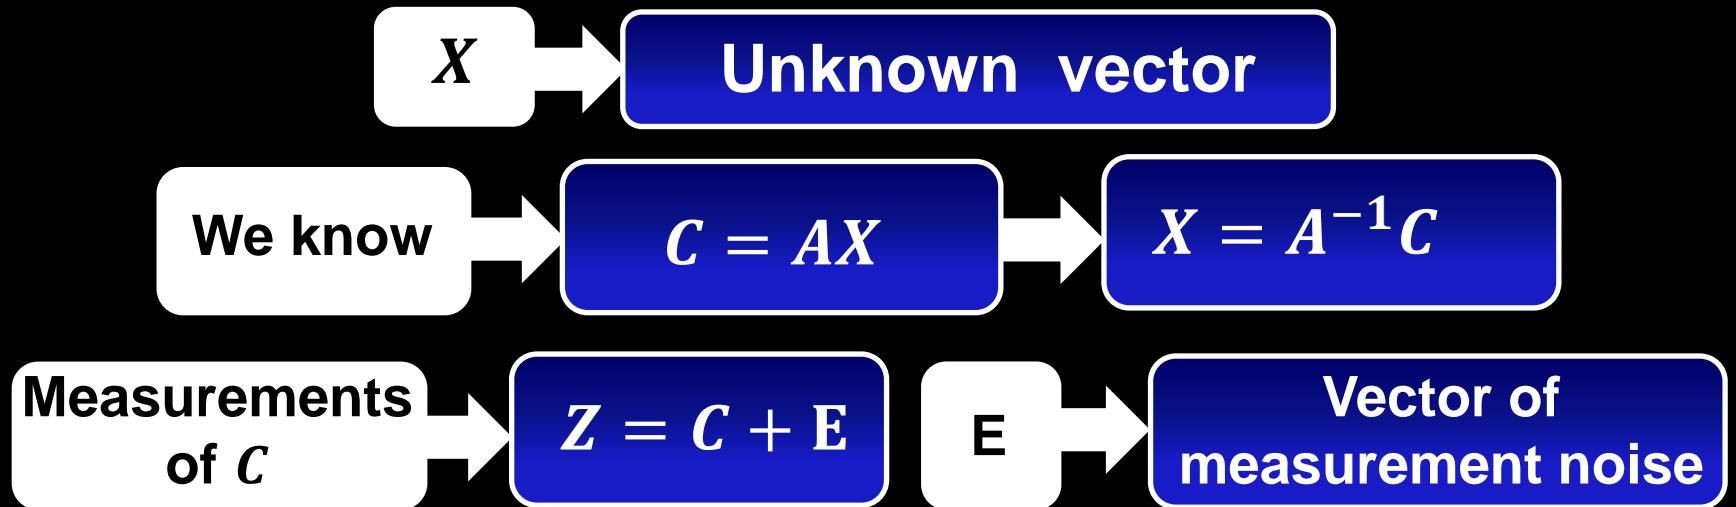 X Unknown vector
We know C = AX X = A⁻¹C
Measurements of C Z = C + E E Vector of measurement noise